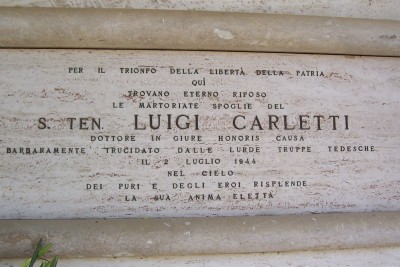 PER IL TRIONFO DELLA LIBERTÀ DELLA PATRIA
QUÌ
TROVANO ETERNO RIPOSO
LE MARTORIATE SPOGLIE DEL
S. TEN. LUIGI CARLETTI
DOTTORE IN GIURE HONORIS CAUSA
BARBARAMENTE TRUCIDATO DALLE LURDE TRUPPE TEDESCHE
IL 2 LUGLIO 1944
NEL CIELO
DEI PURI E DEGLI EROI RISPLENDE
LA SUA ANIMA ELETTA